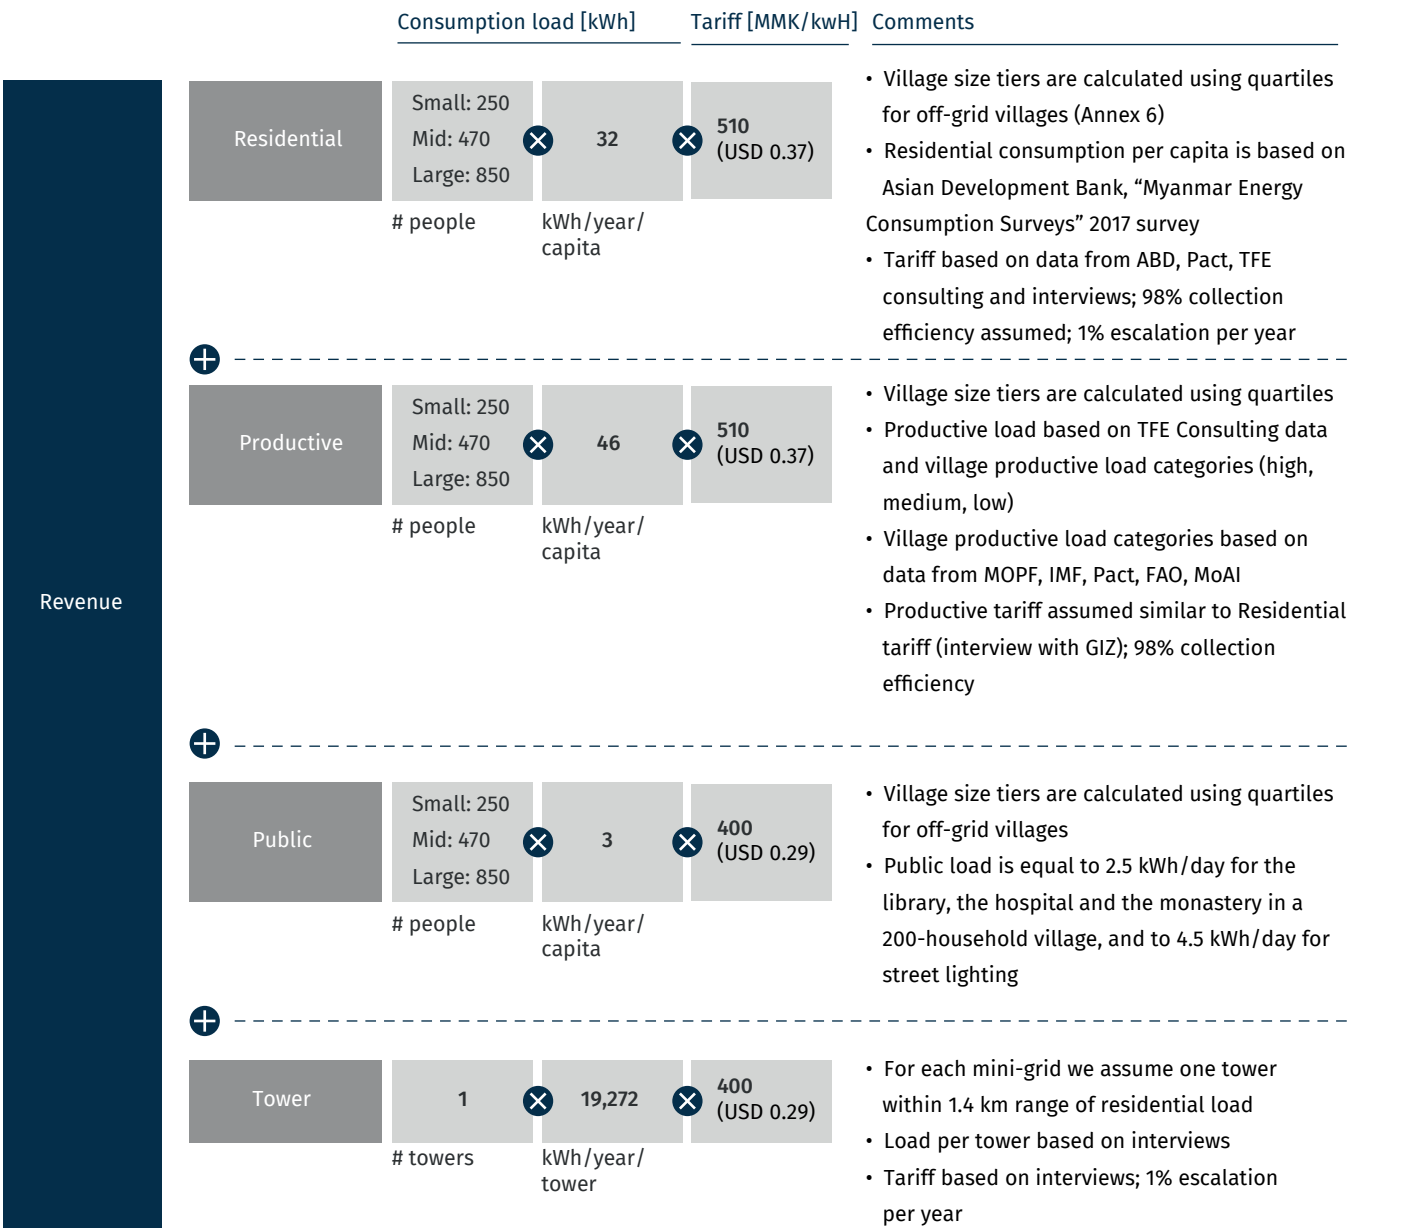 Consumption load [kWh]
Tariff [MMK/kwH]
Comments
Revenue
Residential
Small: 250
Mid: 470
Large: 850
# people
32
kWh/year/
capita
510
(USD 0.37)
• Village size tiers are calculated using quartiles
for off-grid villages (Annex 6)
• Residential consumption per capita is based on
Asian Development Bank, “Myanmar Energy
Consumption Surveys” 2017 survey
• Tariff based on data from ABD, Pact, TFE
consulting and interviews; 98% collection
efficiency assumed; 1% escalation per year
Productive
Small: 250
Mid: 470
Large: 850
# people
46
kWh/year/
capita
510
(USD 0.37)
• Village size tiers are calculated using quartiles
• Productive load based on TFE Consulting data
and village productive load categories (high,
medium, low)
• Village productive load categories based on
data from MOPF, IMF, Pact, FAO, MoAI
• Productive tariff assumed similar to Residential
tariff (interview with GIZ); 98% collection
efficiency
Public
Small: 250
Mid: 470
Large: 850
# people
3
kWh/year/
capita
400
(USD 0.29)
• Village size tiers are calculated using quartiles
for off-grid villages
• Public load is equal to 2.5 kWh/day for the
library, the hospital and the monastery in a
200-household village, and to 4.5 kWh/day for
street lighting
Tower
1
# towers
19,272
kWh/year/
tower
400
(USD 0.29)
• For each mini-grid we assume one tower
within 1.4 km range of residential load
• Load per tower based on interviews
• Tariff based on interviews; 1% escalation
per year